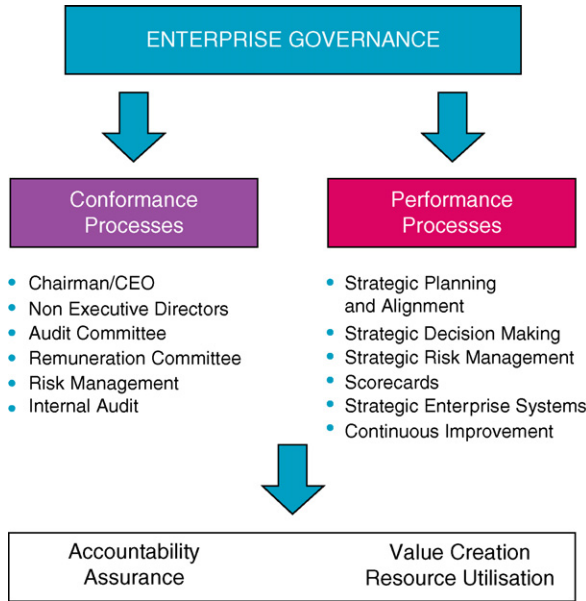 ENTERPRISE GOVERNANCE
Conformance
Processes
Chairman/CEO
Non Executive Directors
Audit Committee
Remuneration Committee
Risk Management
Internal Audit
Performance
Processes
Strategic Planning
and Alignment
Strategic Decision Making
Strategic Risk Management
Scorecards
Strategic Enterprise Systems
Continuous Improvement
Accountability
Assurance
Value Creation
Resource Utilisation